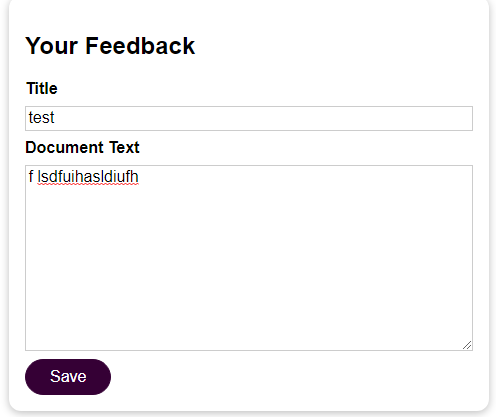 Your Feedback
Title
test
Document Text
f lsdfuihasldiufh
Save